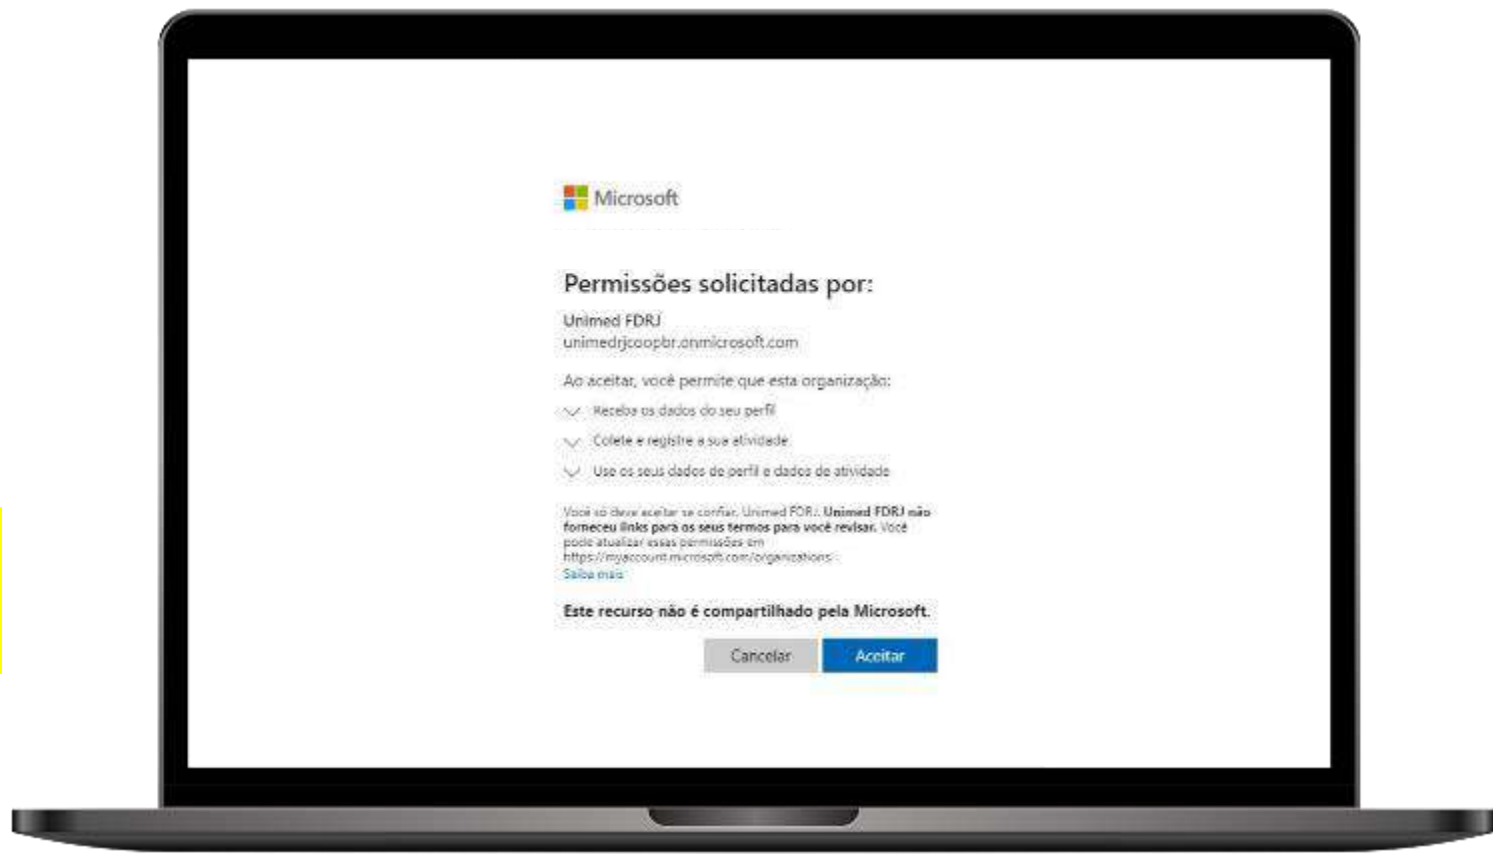 Microsoft
Permissões solicitadas por:
Unimed FDRJ
unimedrjcoopbr.onmicrosoft.com
Ao aceitar, você permite que esta organização:
Receba os dados do seu perfil
Colete e registre a sua atividade
Use os seus dados de perfil e dados de atividade
Você só deve aceitar se confiar. Unimed FDRJ. Unimed FDRJ não
forneceu links para os seus termos para você revisar. Você
pode atualizar essas permissões em
https://myaccount.microsoft.com/organizations
Saiba mais
Este recurso não é compartilhado pela Microsoft.
Cancelar
Aceitar